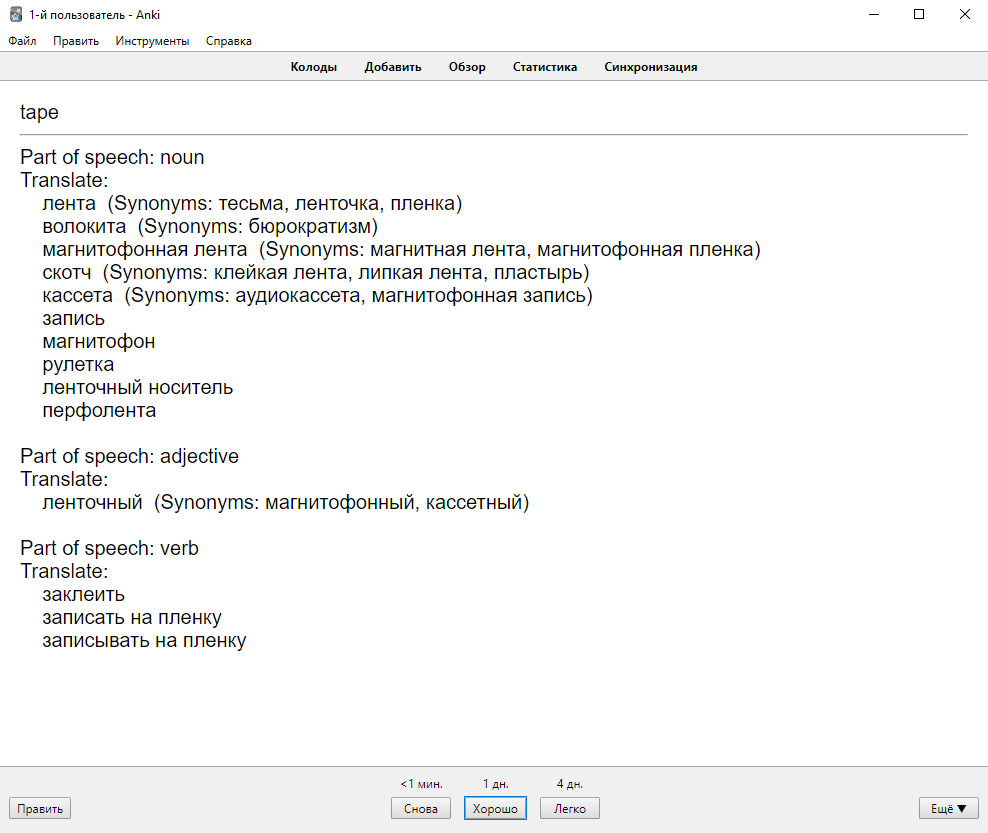 1-й пользователь - Anki
Файл Править Инструменты Справка
Колоды Добавить Обзор Статистика Синхронизация
tape
Part of speech: noun
Translate:
лента (Synonyms: тесьма, ленточка, пленка)
волокита (Synonyms: бюрократизм)
магнитофонная лента (Synonyms: магнитная лента, магнитофонная пленка)
скотч (Synonyms: клейкая лента, липкая лента, пластырь)
кассета (Synonyms: аудиокассета, магнитофонная запись)
запись
магнитофон
рулетка
ленточный носитель
перфолента
Part of speech: adjective
Translate:
ленточный (Synonyms: магнитофонный, кассетный)
Part of speech: verb
Translate:
заклеить
записать на пленку
записывать на пленку
<1 мин. 1 дн. 4 дн.
Править Снова Хорошо Легко Ещё ▼